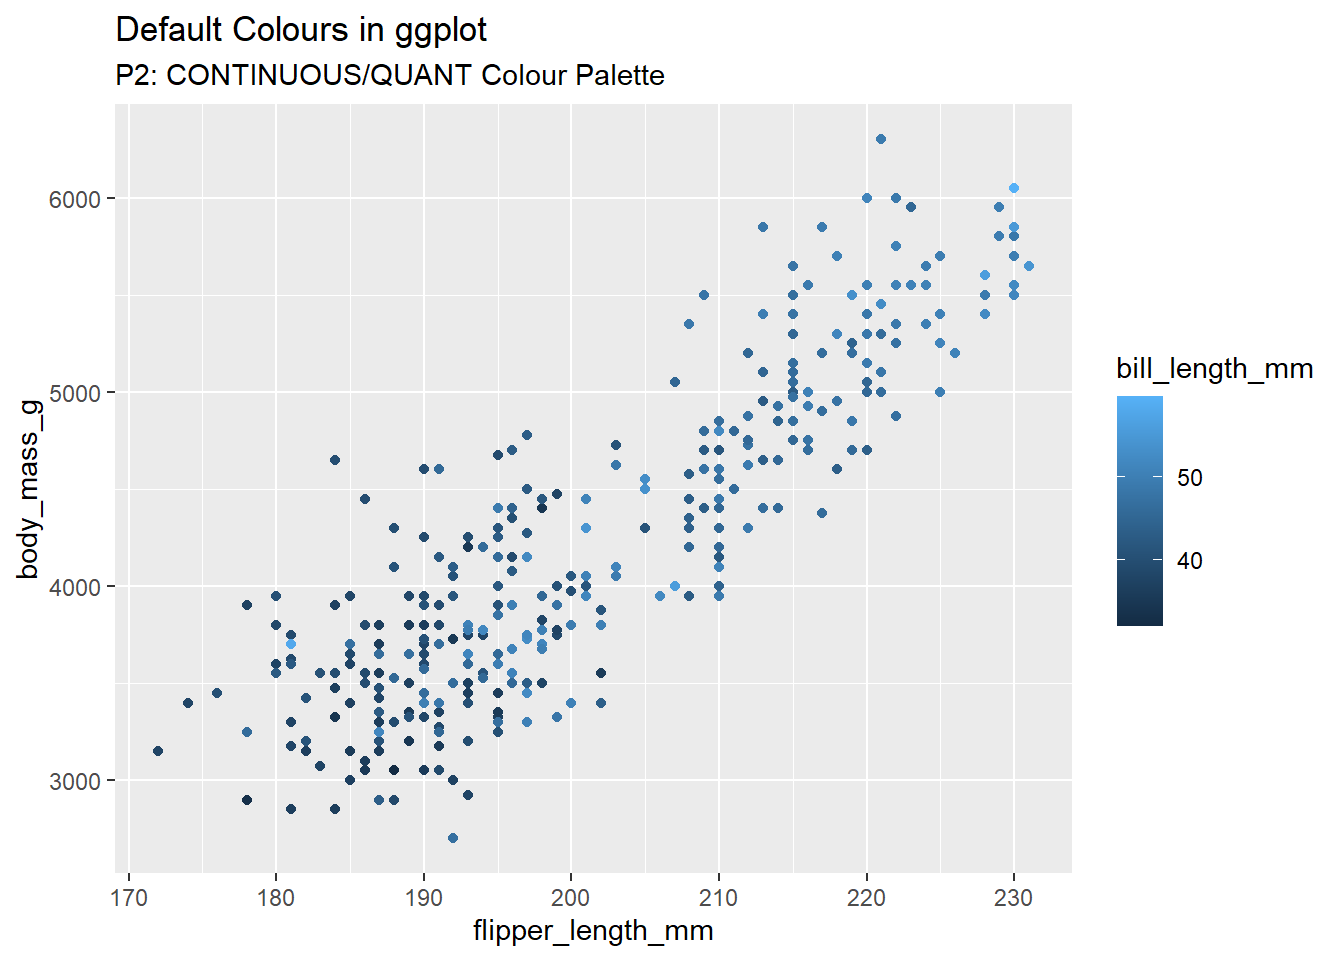 Default Colours in ggplot
P2: CONTINUOUS/QUANT Colour Palette
body_mass_g
6000
5000
4000
3000
170 180 190 200 210 220 230
flipper_length_mm
bill_length_mm
50
40